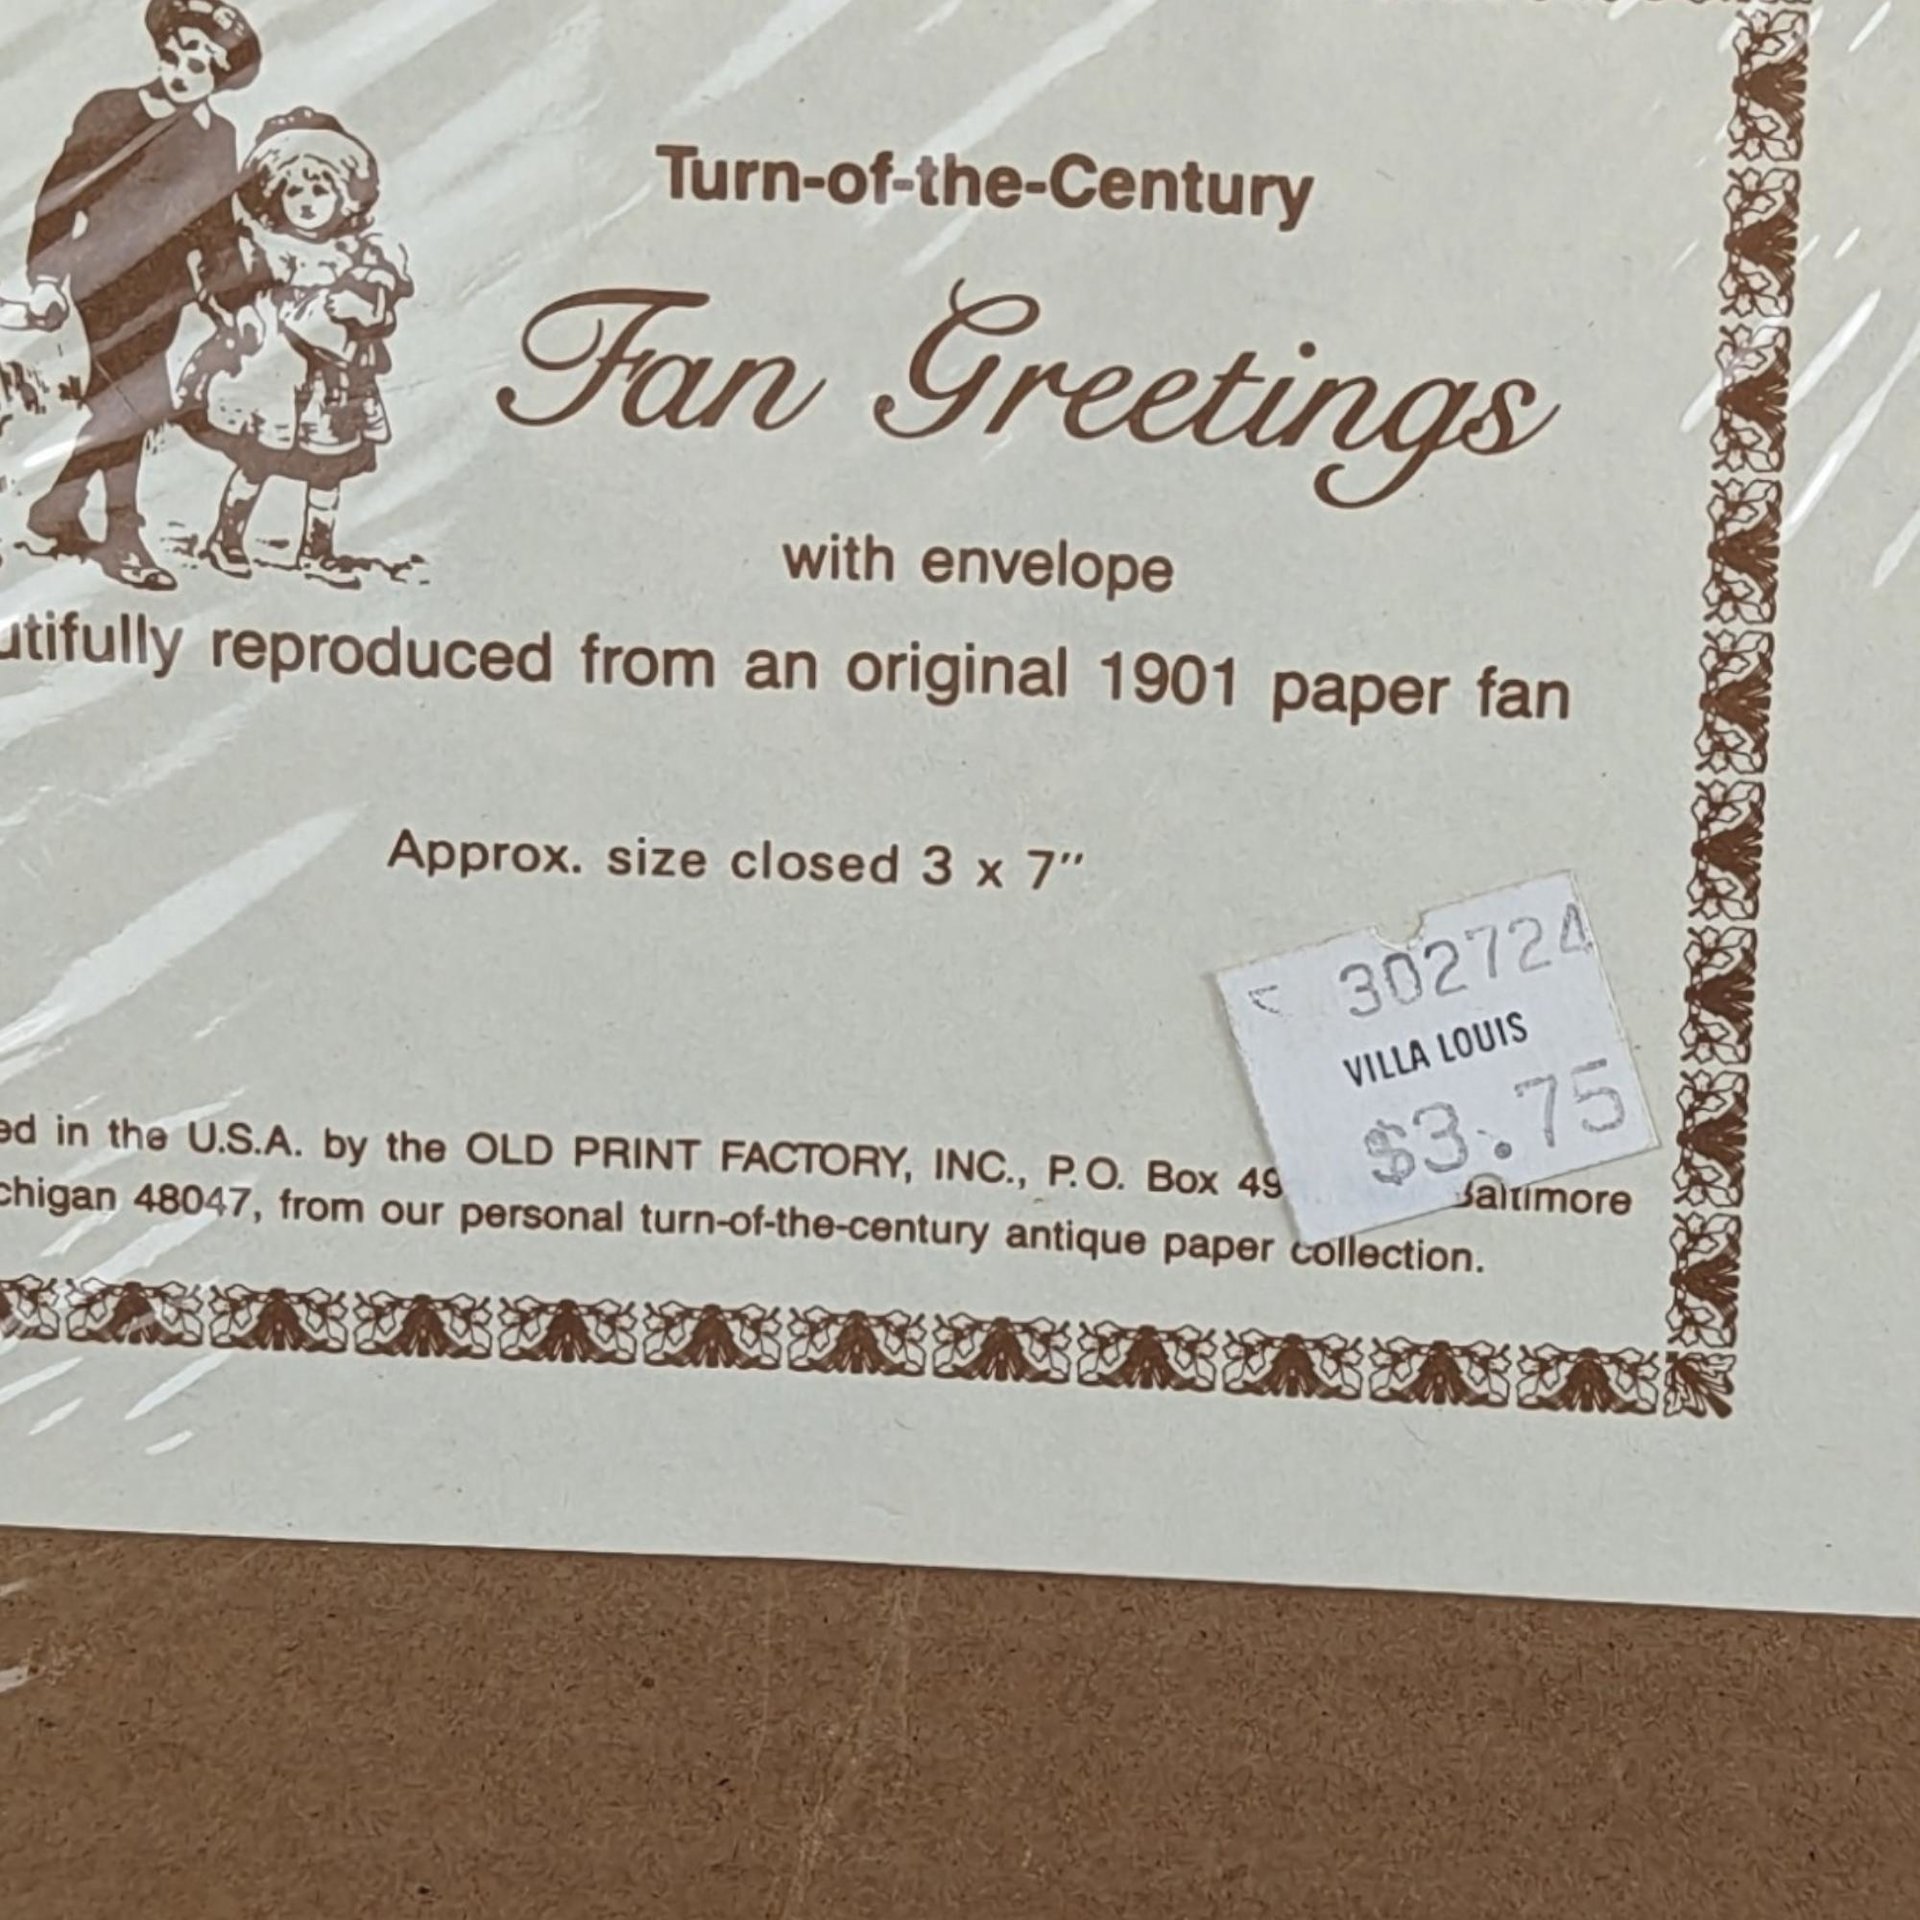 Turn-of-the-Century
Fan Greetings
with envelope
utifully reproduced from an original 1901 paper fan
Approx. size closed 3 x 7"
302724
VILLA LOUIS
$3.75
ed in the U.S.A. by the OLD PRINT FACTORY, INC., P.O. Box 49 Baltimore
chigan 48047, from our personal turn-of-the-century antique paper collection.